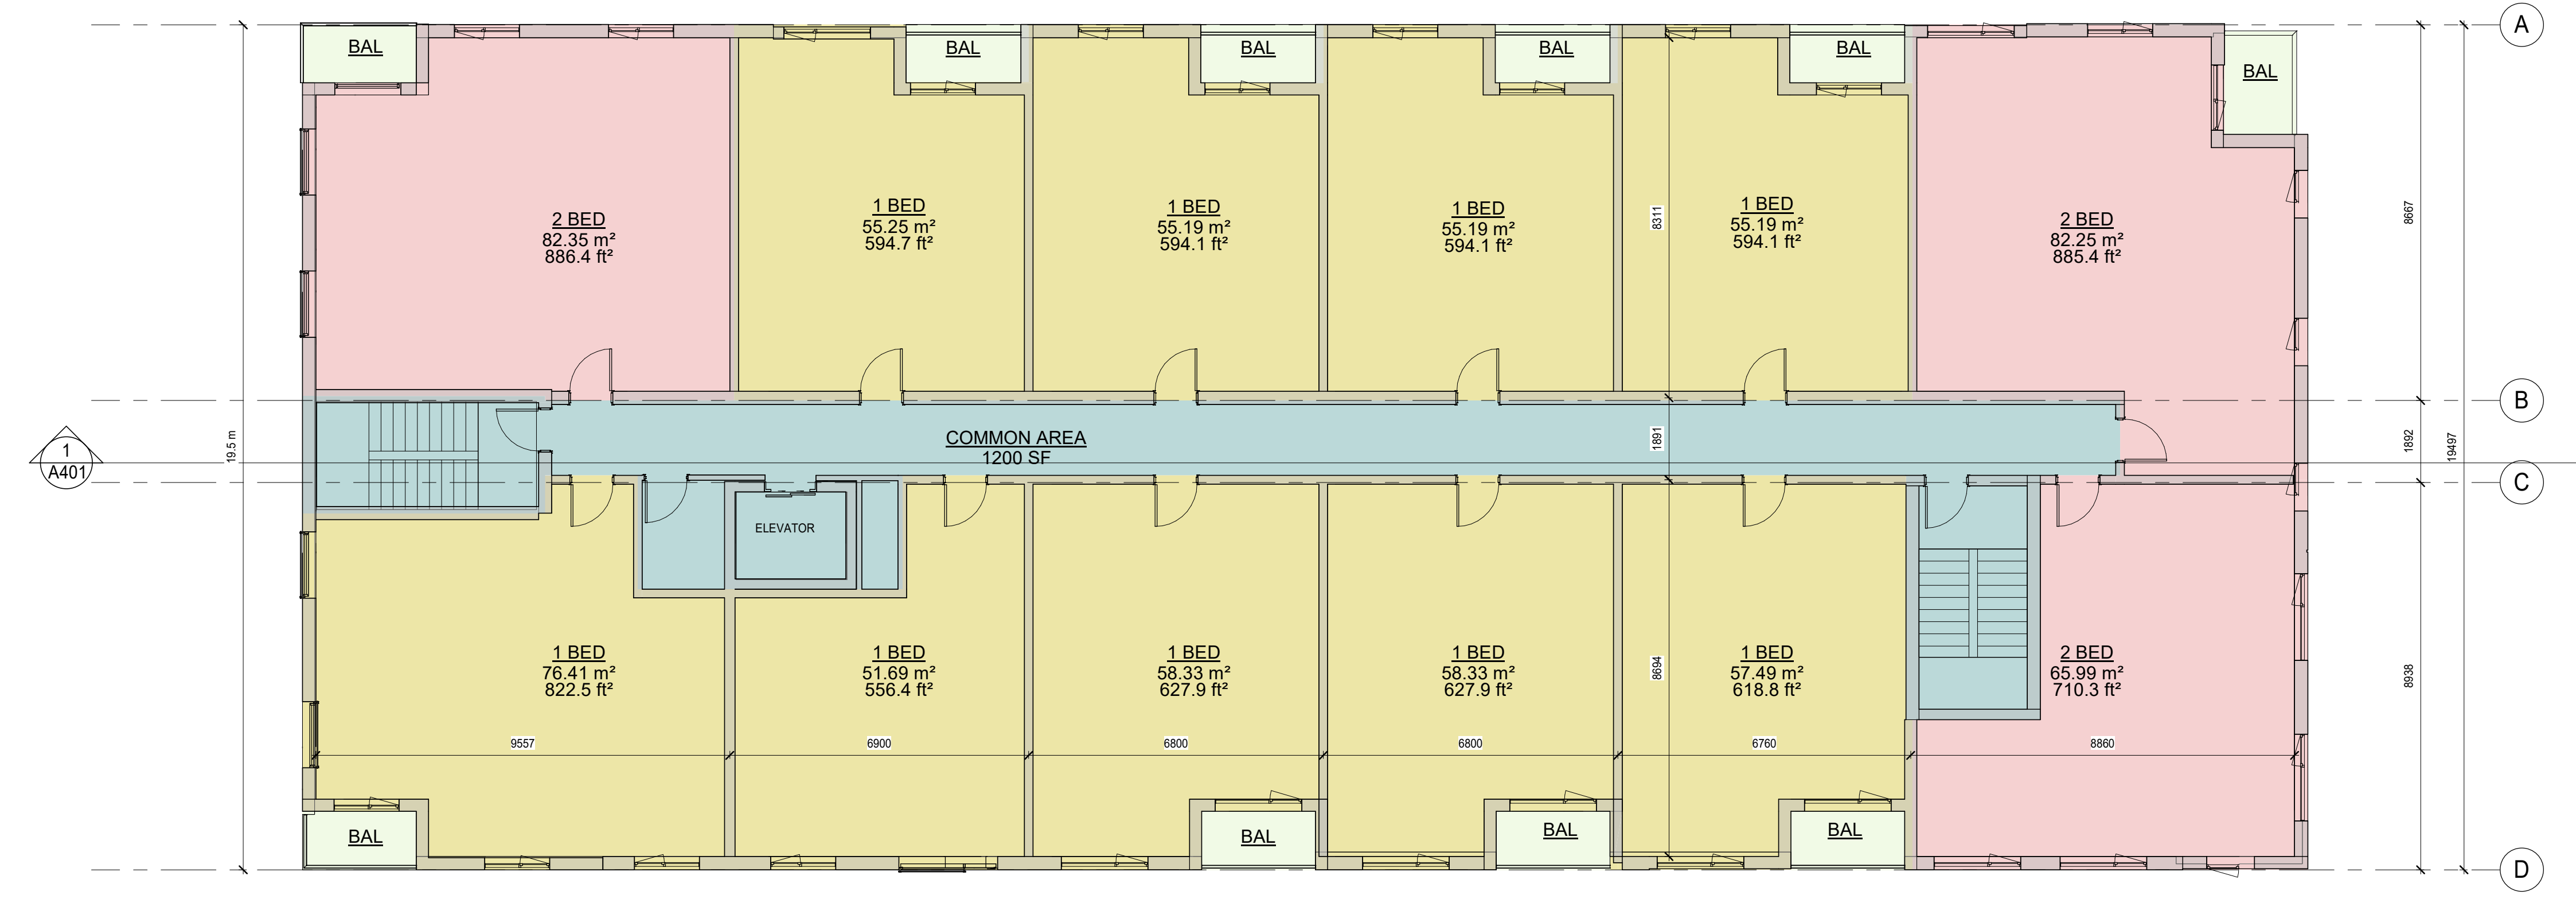 A
BAL
BAL
BAL
BAL
BAL
BAL
2 BED
82.35 m²
886.4 ft²
1 BED
55.25 m²
594.7 ft²
1 BED
55.19 m²
594.1 ft²
1 BED
55.19 m²
594.1 ft²
8311
1 BED
55.19 m²
594.1 ft²
2 BED
82.25 m²
885.4 ft²
8667
B
19.5 m
1
A401
COMMON AREA
1200 SF
1891
1892
19497
C
ELEVATOR
1 BED
76.41 m²
822.5 ft²
1 BED
51.69 m²
556.4 ft²
1 BED
58.33 m²
627.9 ft²
1 BED
58.33 m²
627.9 ft²
8694
1 BED
57.49 m²
618.8 ft²
2 BED
65.99 m²
710.3 ft²
8938
9557
6900
6800
6800
6760
8860
BAL
BAL
BAL
BAL
D